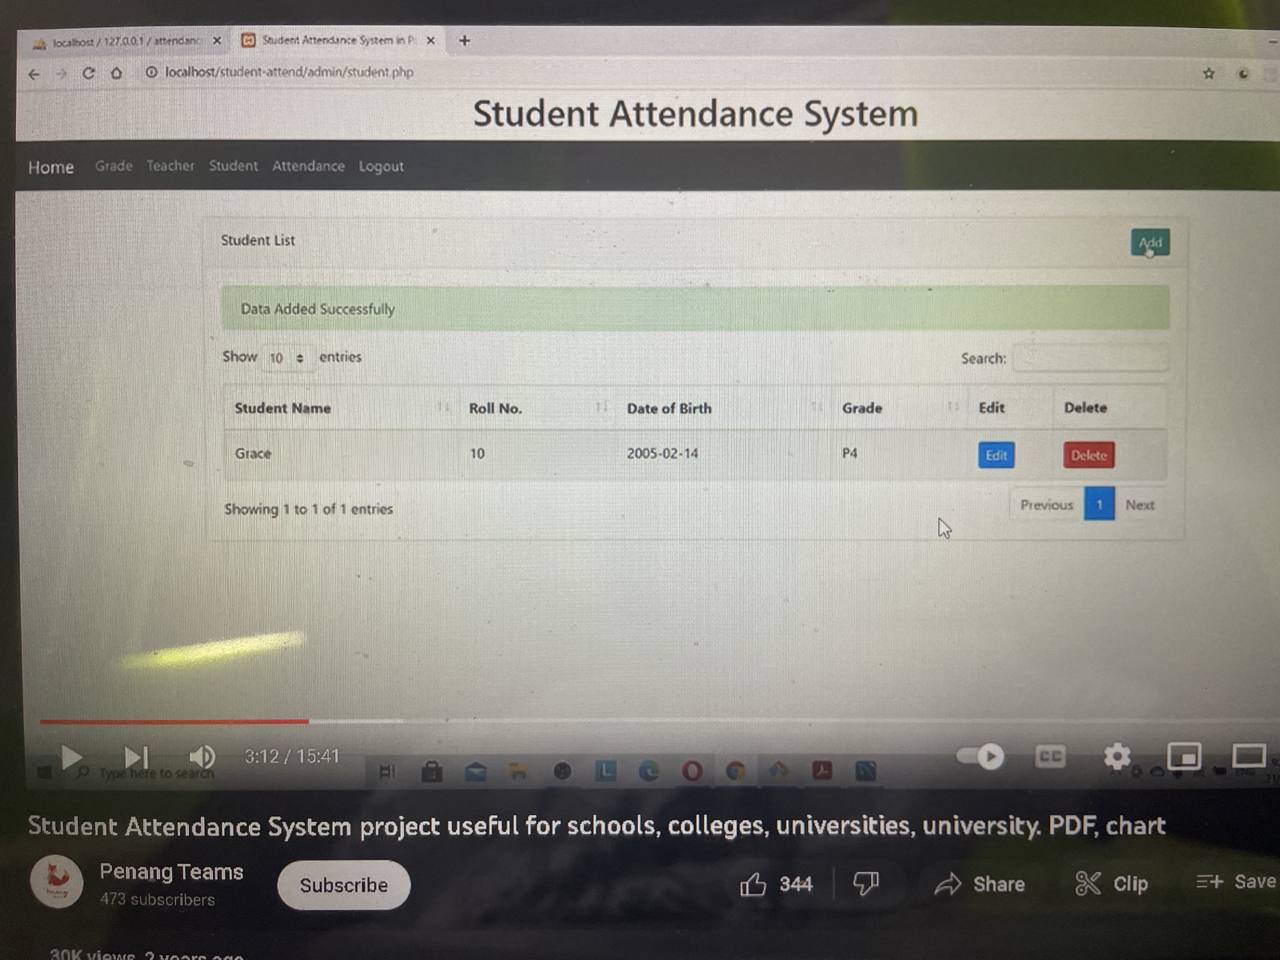 localhost / 127.0.0.1 / attendanc
Student Attendance System in P
localhost/student-attend/admin/student.php
Student Attendance System
Home Grade Teacher Student Attendance Logout
Student List
Add
Data Added Successfully
Show 10 entries
Search:
Student Name Roll No. Date of Birth Grade Edit Delete
Grace 10 2005-02-14 P4 Edit Delete
Showing 1 to 1 of 1 entries
Previous 1 Next
3:12 / 15:41
CC
Type here to search
Student Attendance System project useful for schools, colleges, universities, university. PDF, chart
Penang Teams
473 subscribers
Subscribe
344
Share
Clip
Save
30K views 2 years ago